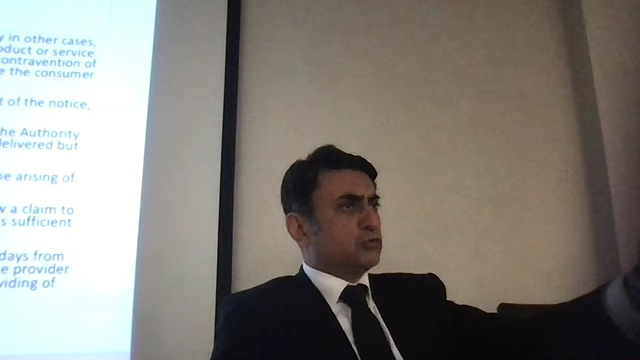 y in other cases,
oduct or service
contravention of
e the consumer
t of the notice,
he Authority
delivered but
he arising of
w a claim to
s sufficient
days from
e provider
viding of